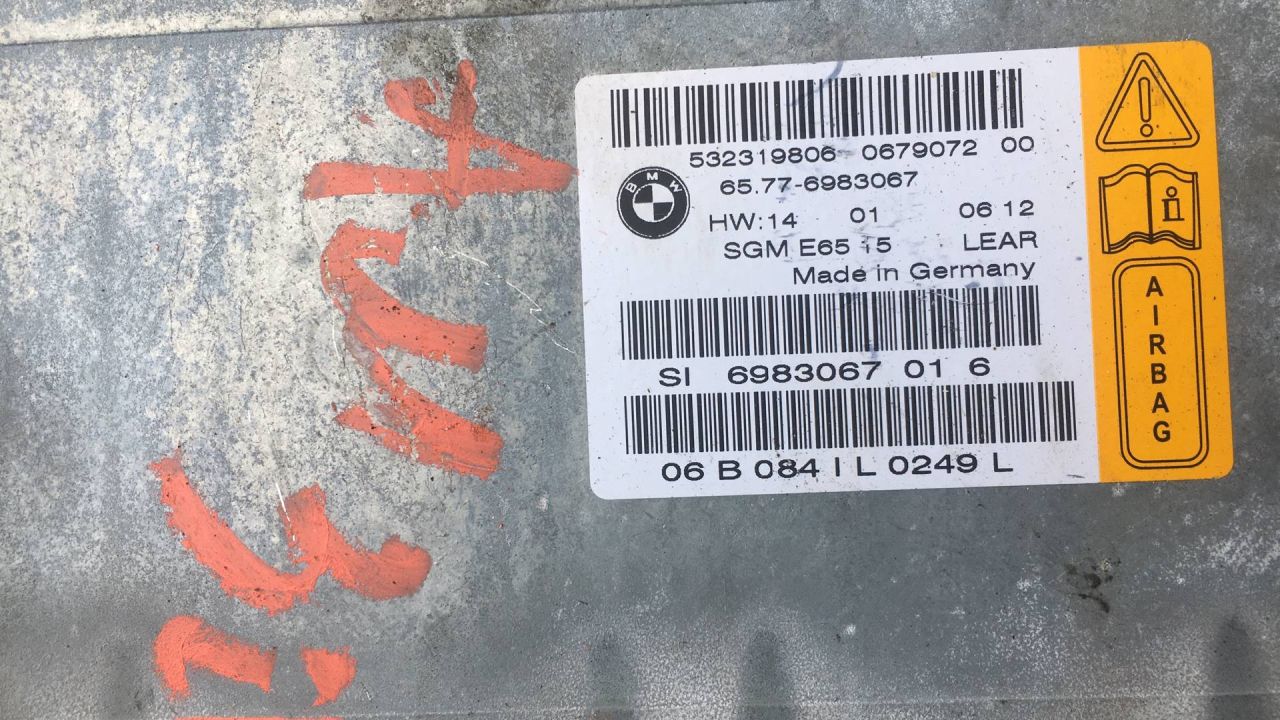 532319806 0679072 00
65.77-6983067
BMW
HW:14 01 06 12
SGM E65 15 LEAR
Made in Germany
SI 6983067 01 6
06 B 084 I L 0249 L
AIRBAG